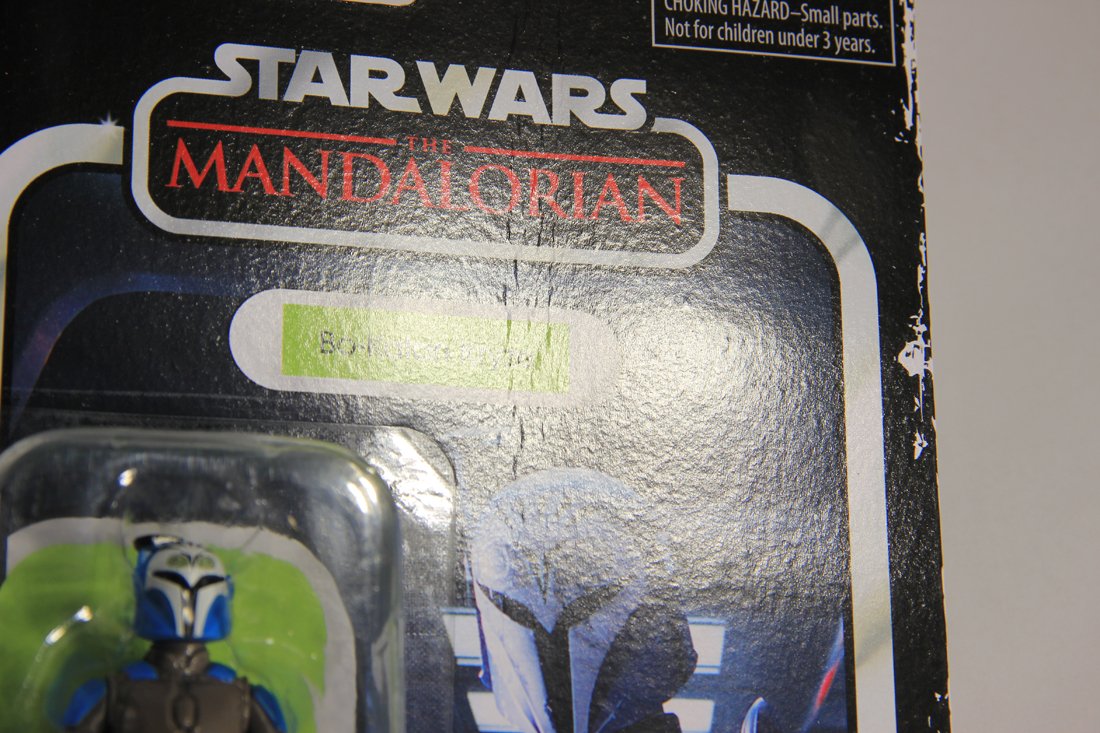 CHOKING HAZARD–Small parts.
Not for children under 3 years.
STAR WARS
THE
MANDALORIAN